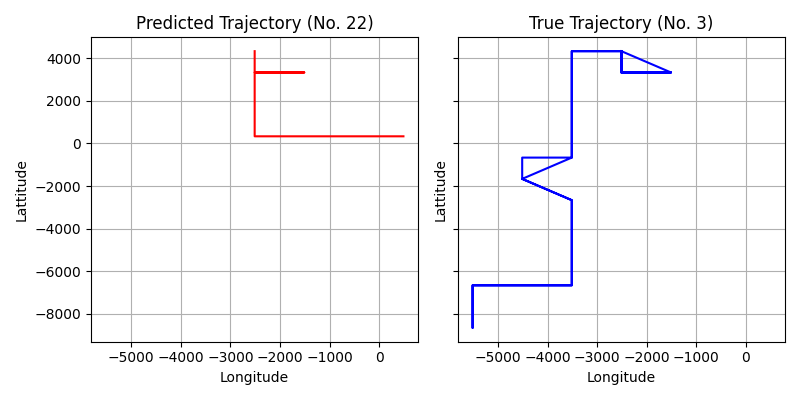 Predicted Trajectory (No. 22)
4000
2000
0
−2000
−4000
−6000
−8000
Lattitude
−5000 −4000 −3000 −2000 −1000 0
Longitude
True Trajectory (No. 3)
Lattitude
−5000 −4000 −3000 −2000 −1000 0
Longitude